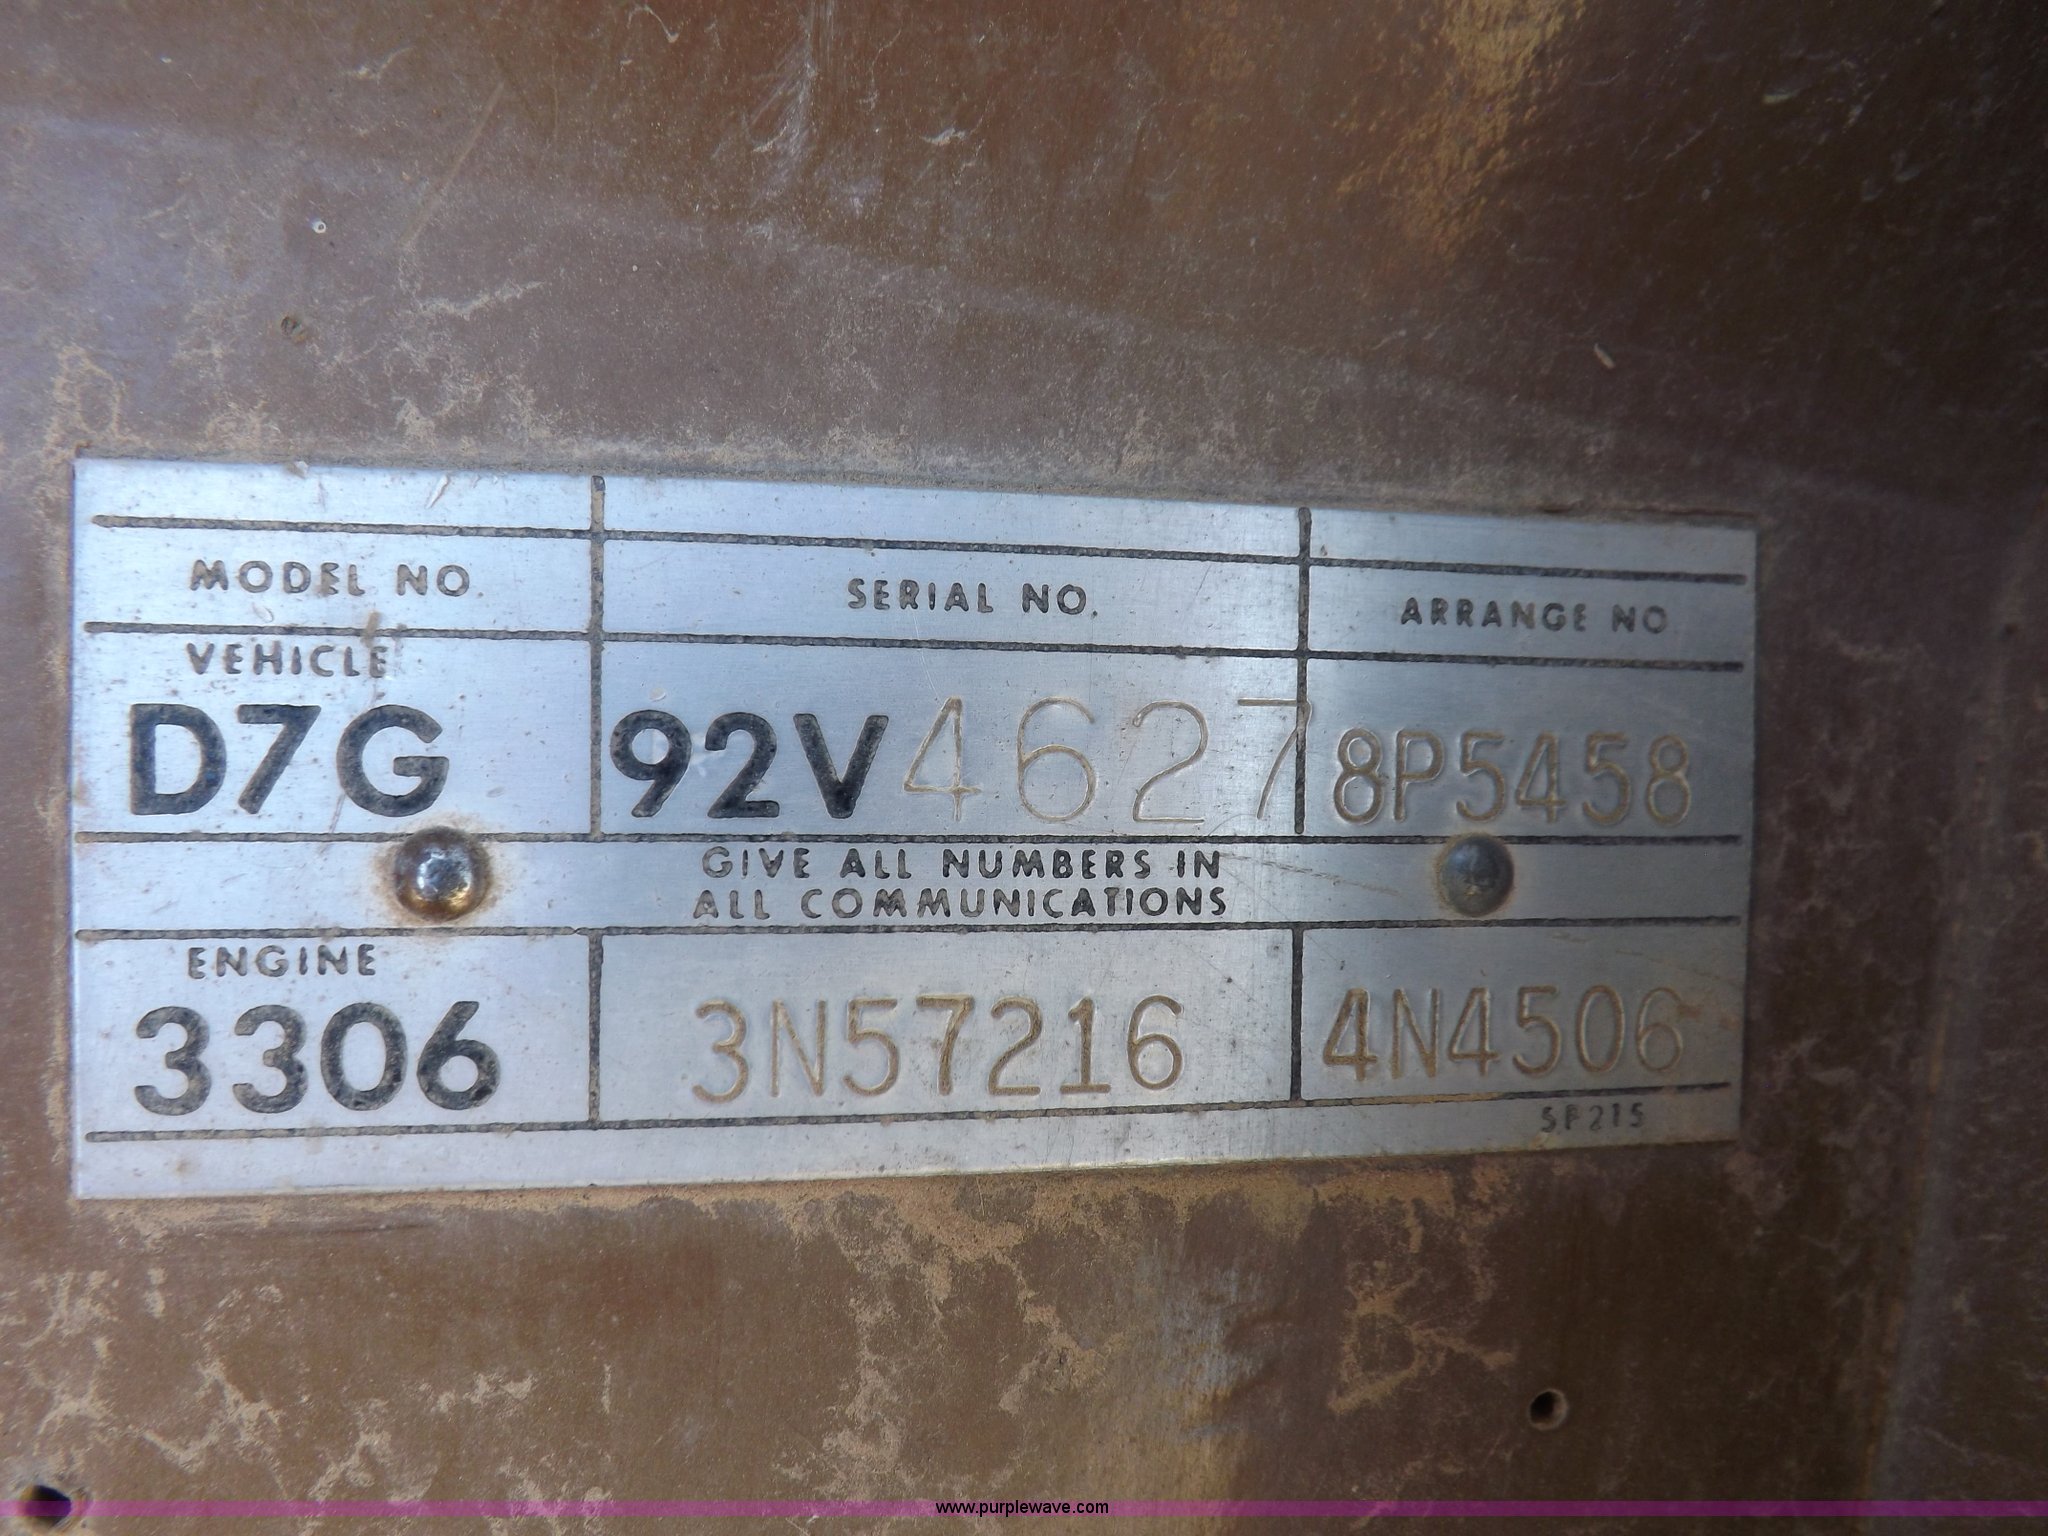 MODEL NO. SERIAL NO. ARRANGE NO
VEHICLE
D7G 92V4627 8P5458
GIVE ALL NUMBERS IN
ALL COMMUNICATIONS
ENGINE
3306 3N57216 4N4506
SP215
www.purplewave.com